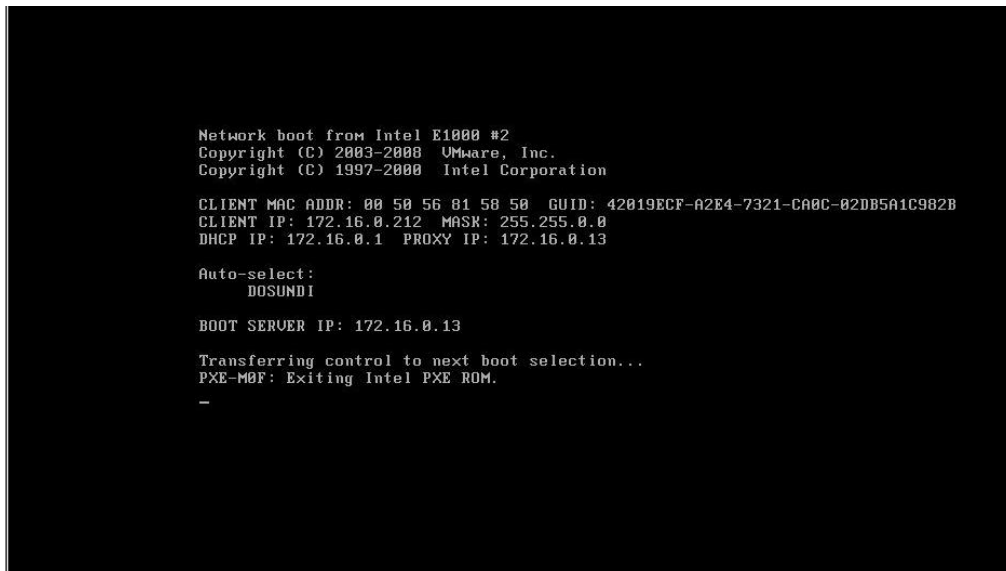 Network boot from Intel E1000 #2
Copyright (C) 2003-2008  VMware, Inc.
Copyright (C) 1997-2000  Intel Corporation
CLIENT MAC ADDR: 00 50 56 81 58 50  GUID: 42019ECF-A2E4-7321-CA0C-02DB5A1C982B
CLIENT IP: 172.16.0.212  MASK: 255.255.0.0
DHCP IP: 172.16.0.1  PROXY IP: 172.16.0.13
Auto-select:
DOSUNDI
BOOT SERVER IP: 172.16.0.13
Transferring control to next boot selection...
PXE-M0F: Exiting Intel PXE ROM.
_